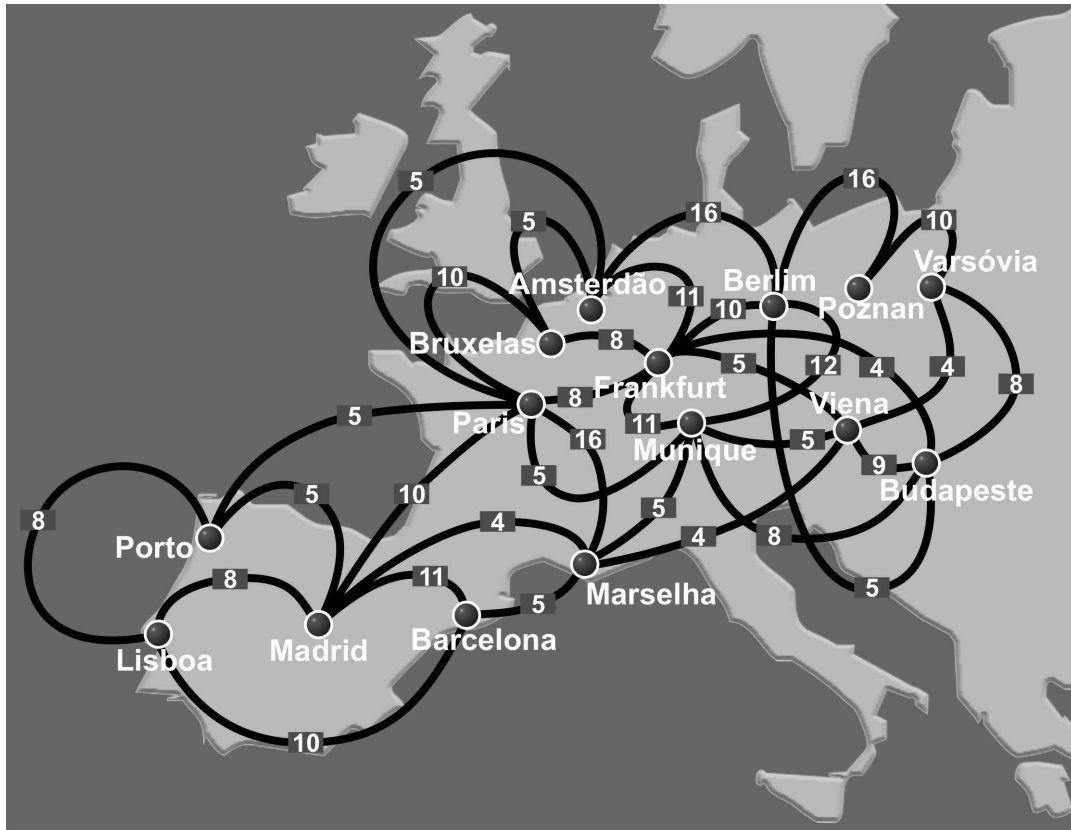 5
16
16
5
10
Varsóvia
10
Amsterdão
Berlim
11
10
Poznan
Bruxelas
8
Frankfurt
5
12
4
4
8
Paris
8
Viena
5
11
Munique
16
5
9
Budapeste
5
10
5
8
Porto
4
5
4
8
8
11
Marselha
5
5
Lisboa
Madrid
Barcelona
10